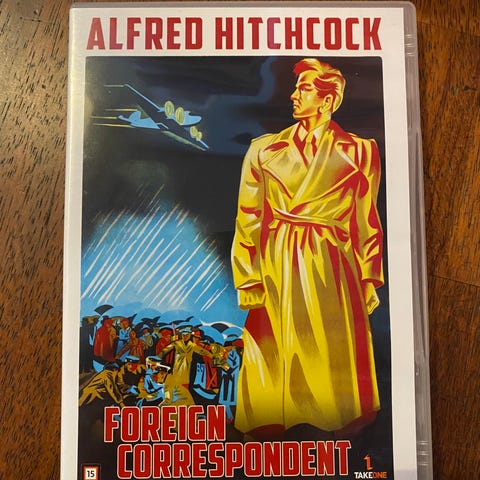 ALFRED HITCHCOCK
FOREIGN
CORRESPONDENT
15
TAKEONE